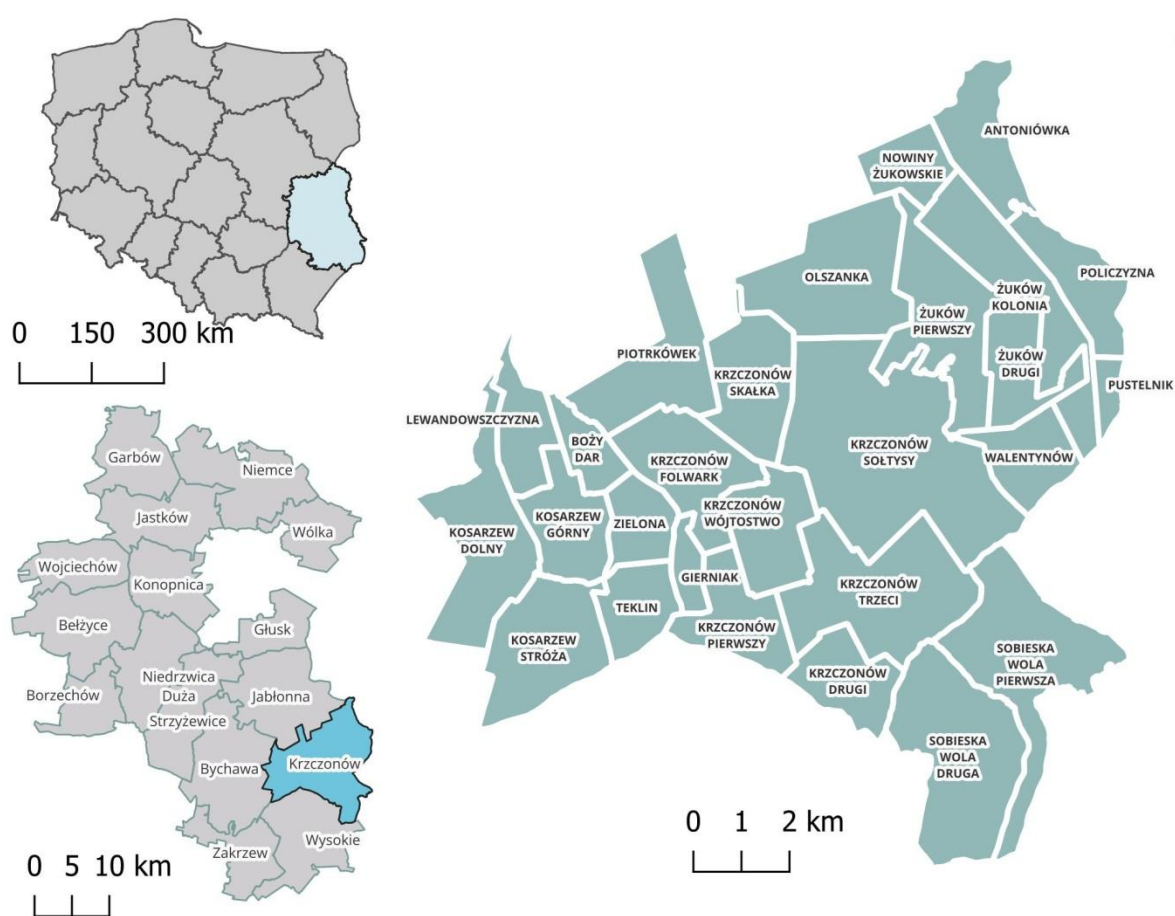 0 150 300 km
Garbów
Niemce
Jastków
Wólka
Wojciechów
Konopnica
Bełżyce
Głusk
Niedrzwica
Duża
Borzechów
Jabłonna
Strzyżewice
Krzczonów
Bychawa
Wysokie
Zakrzew
0 5 10 km
ANTONIÓWKA
NOWINY
ŻUKOWSKIE
OLSZANKA
POLICZYZNA
ŻUKÓW
KOLONIA
ŻUKÓW
PIERWSZY
PIOTRKÓWEK
ŻUKÓW
DRUGI
KRZCZONÓW
SKAŁKA
PUSTELNIK
LEWANDOWSZCZYZNA
BOŻY
DAR
KRZCZONÓW
SOŁTYSY
WALENTYNÓW
KRZCZONÓW
FOLWARK
KRZCZONÓW
WÓJTOSTWO
KOSARZEW
GÓRNY
ZIELONA
KOSARZEW
DOLNY
GIERNIAK
KRZCZONÓW
TRZECI
TEKLIN
KRZCZONÓW
PIERWSZY
KOSARZEW
STRÓŻA
KRZCZONÓW
DRUGI
SOBIESKA
WOLA
PIERWSZA
SOBIESKA
WOLA
DRUGA
0 1 2 km